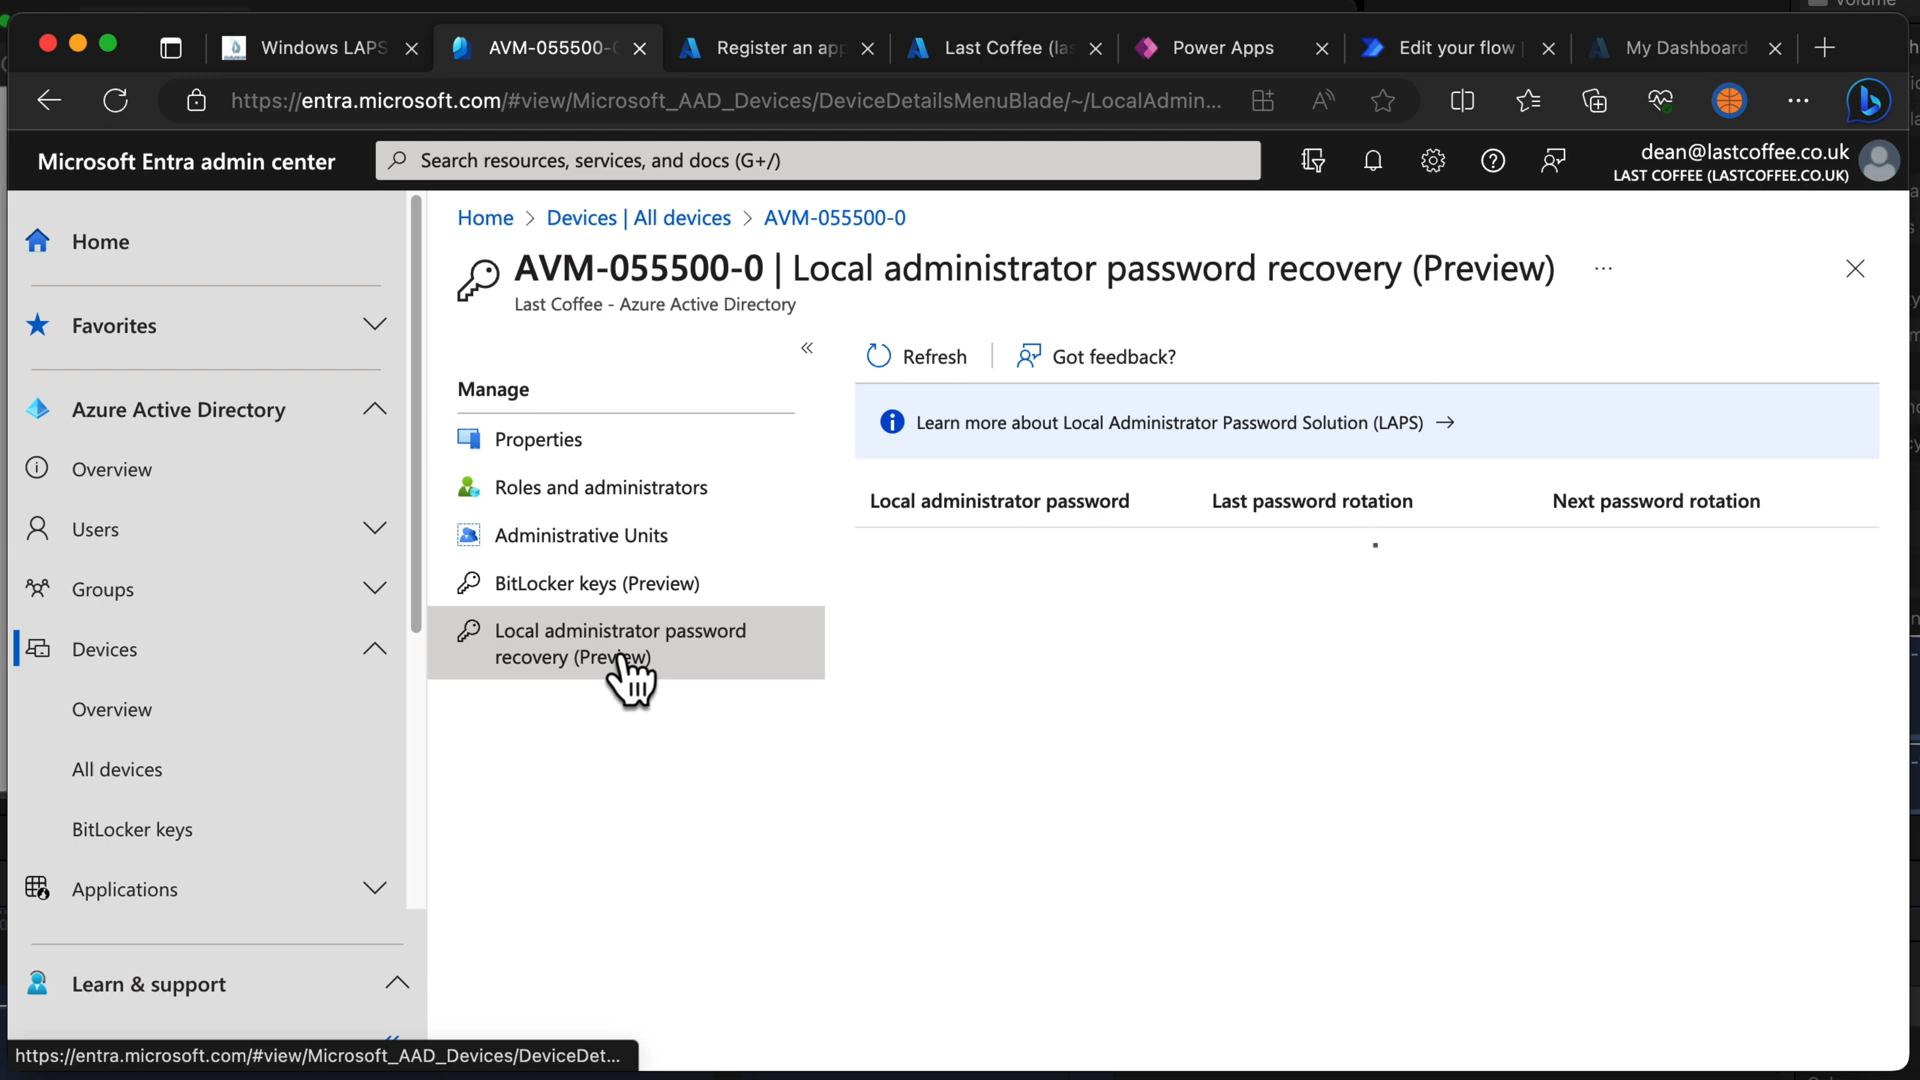 Volume
Windows LAPS
AVM-055500-0
Register an app
Last Coffee (las
Power Apps
Edit your flow
My Dashboard
https://entra.microsoft.com/#view/Microsoft_AAD_Devices/DeviceDetailsMenuBlade/~/LocalAdmin...
Microsoft Entra admin center
Search resources, services, and docs (G+/)
dean@lastcoffee.co.uk
LAST COFFEE (LASTCOFFEE.CO.UK)
Home
Favorites
Azure Active Directory
Overview
Users
Groups
Devices
Overview
All devices
BitLocker keys
Applications
Learn & support
Home > Devices | All devices > AVM-055500-0
AVM-055500-0 | Local administrator password recovery (Preview) ...
Last Coffee - Azure Active Directory
Manage
Properties
Roles and administrators
Administrative Units
BitLocker keys (Preview)
Local administrator password
recovery (Preview)
Refresh
Got feedback?
Learn more about Local Administrator Password Solution (LAPS) →
Local administrator password
Last password rotation
Next password rotation
https://entra.microsoft.com/#view/Microsoft_AAD_Devices/DeviceDet...